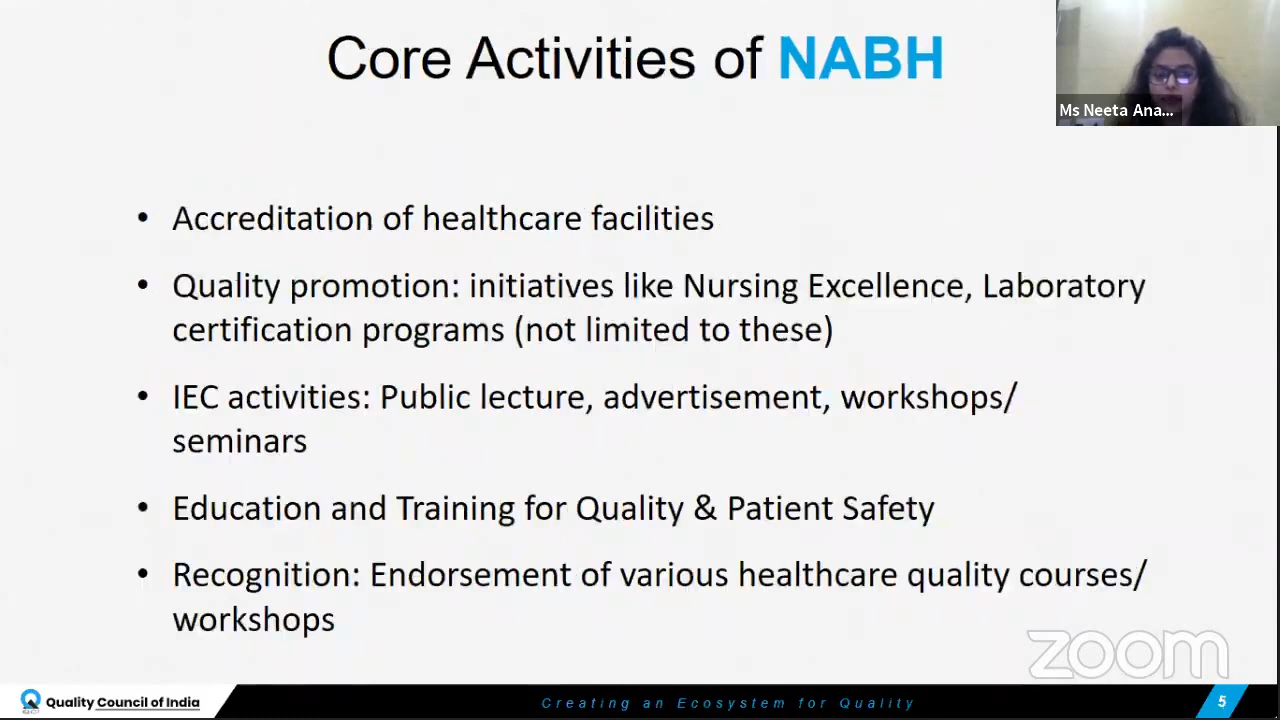 Core Activities of NABH
Ms Neeta Ana...
• Accreditation of healthcare facilities
• Quality promotion: initiatives like Nursing Excellence, Laboratory
certification programs (not limited to these)
• IEC activities: Public lecture, advertisement, workshops/
seminars
• Education and Training for Quality & Patient Safety
• Recognition: Endorsement of various healthcare quality courses/
workshops
zoom
Quality Council of India
Creating an Ecosystem for Quality
5